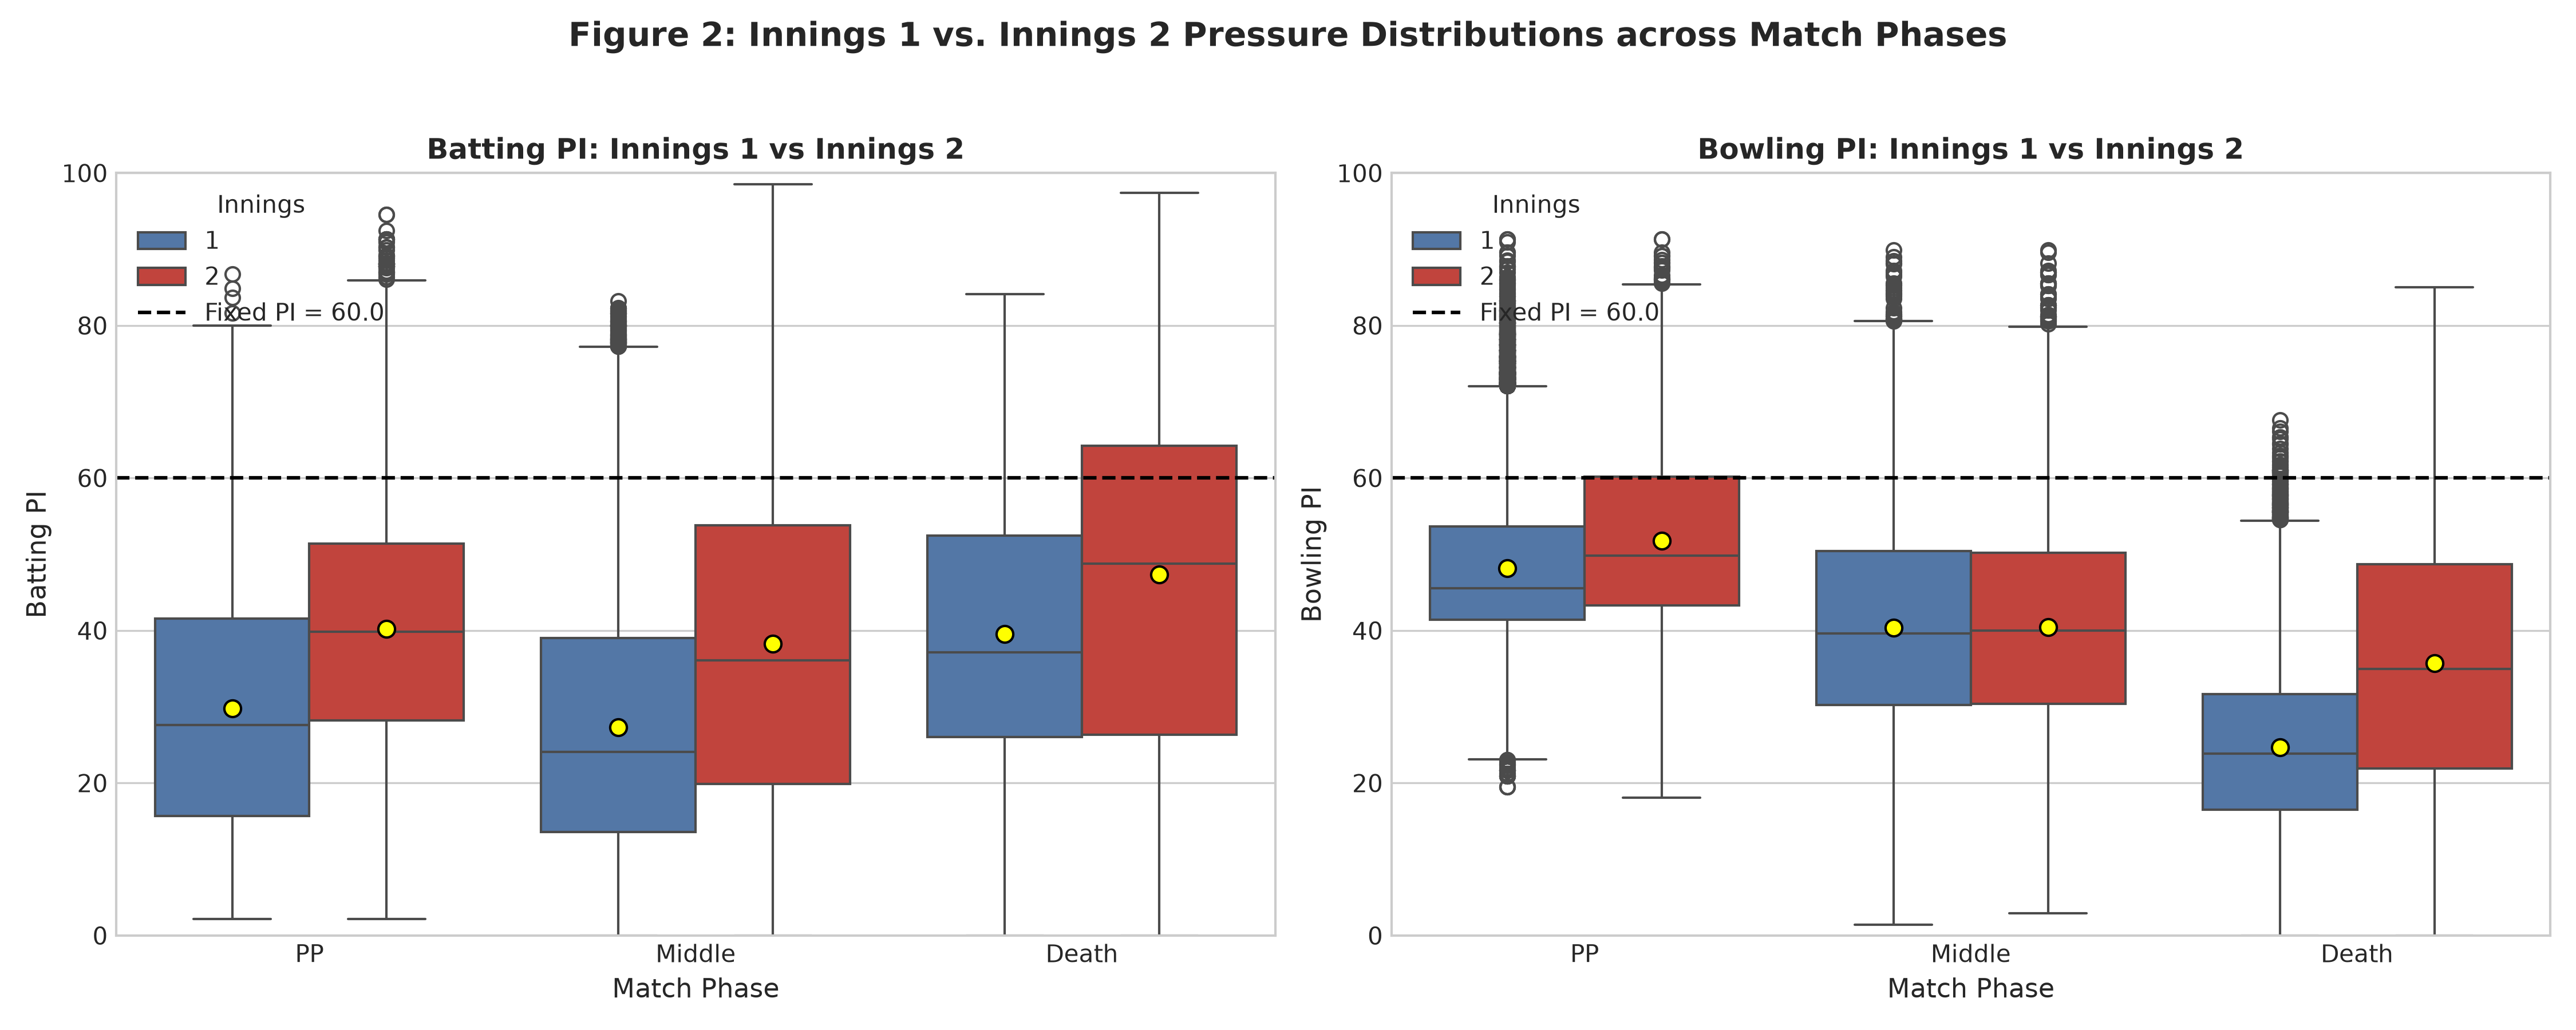 Figure 2: Innings 1 vs. Innings 2 Pressure Distributions across Match Phases
Batting PI: Innings 1 vs Innings 2
100
80
60
40
20
0
Batting PI
Innings
1
2
Fixed PI = 60.0
PP
Middle
Death
Match Phase
Bowling PI: Innings 1 vs Innings 2
100
80
60
40
20
0
Bowling PI
Innings
1
2
Fixed PI = 60.0
PP
Middle
Death
Match Phase